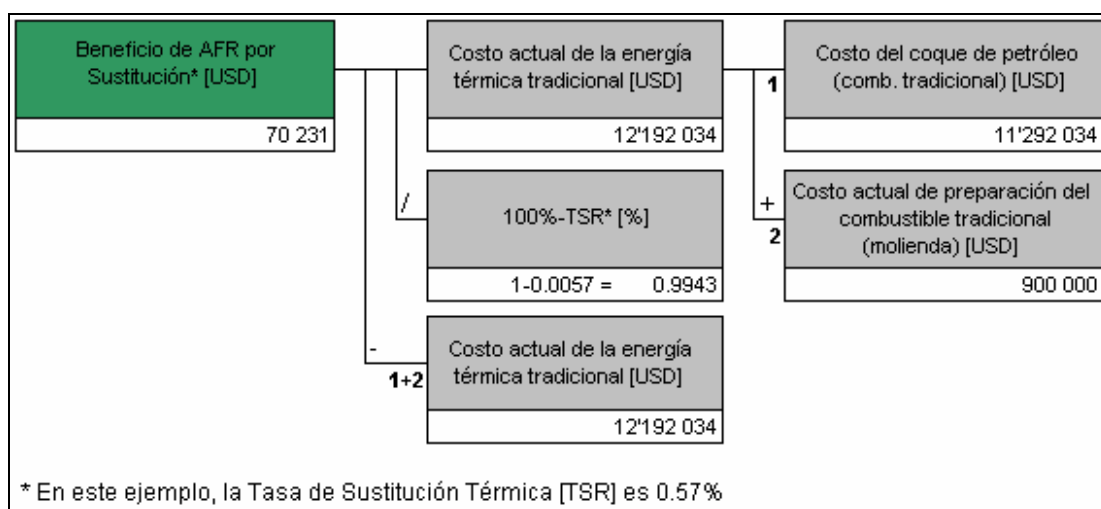 Beneficio de AFR por
Sustitución* [USD]
70 231
Costo actual de la energía
térmica tradicional [USD]
12'192 034
1
Costo del coque de petróleo
(comb. tradicional) [USD]
11'292 034
/
100%-TSR* [%]
1-0.0057 = 0.9943
+
2
Costo actual de preparación del
combustible tradicional
(molienda) [USD]
900 000
-
1+2
Costo actual de la energía
térmica tradicional [USD]
12'192 034
* En este ejemplo, la Tasa de Sustitución Térmica [TSR] es 0.57%